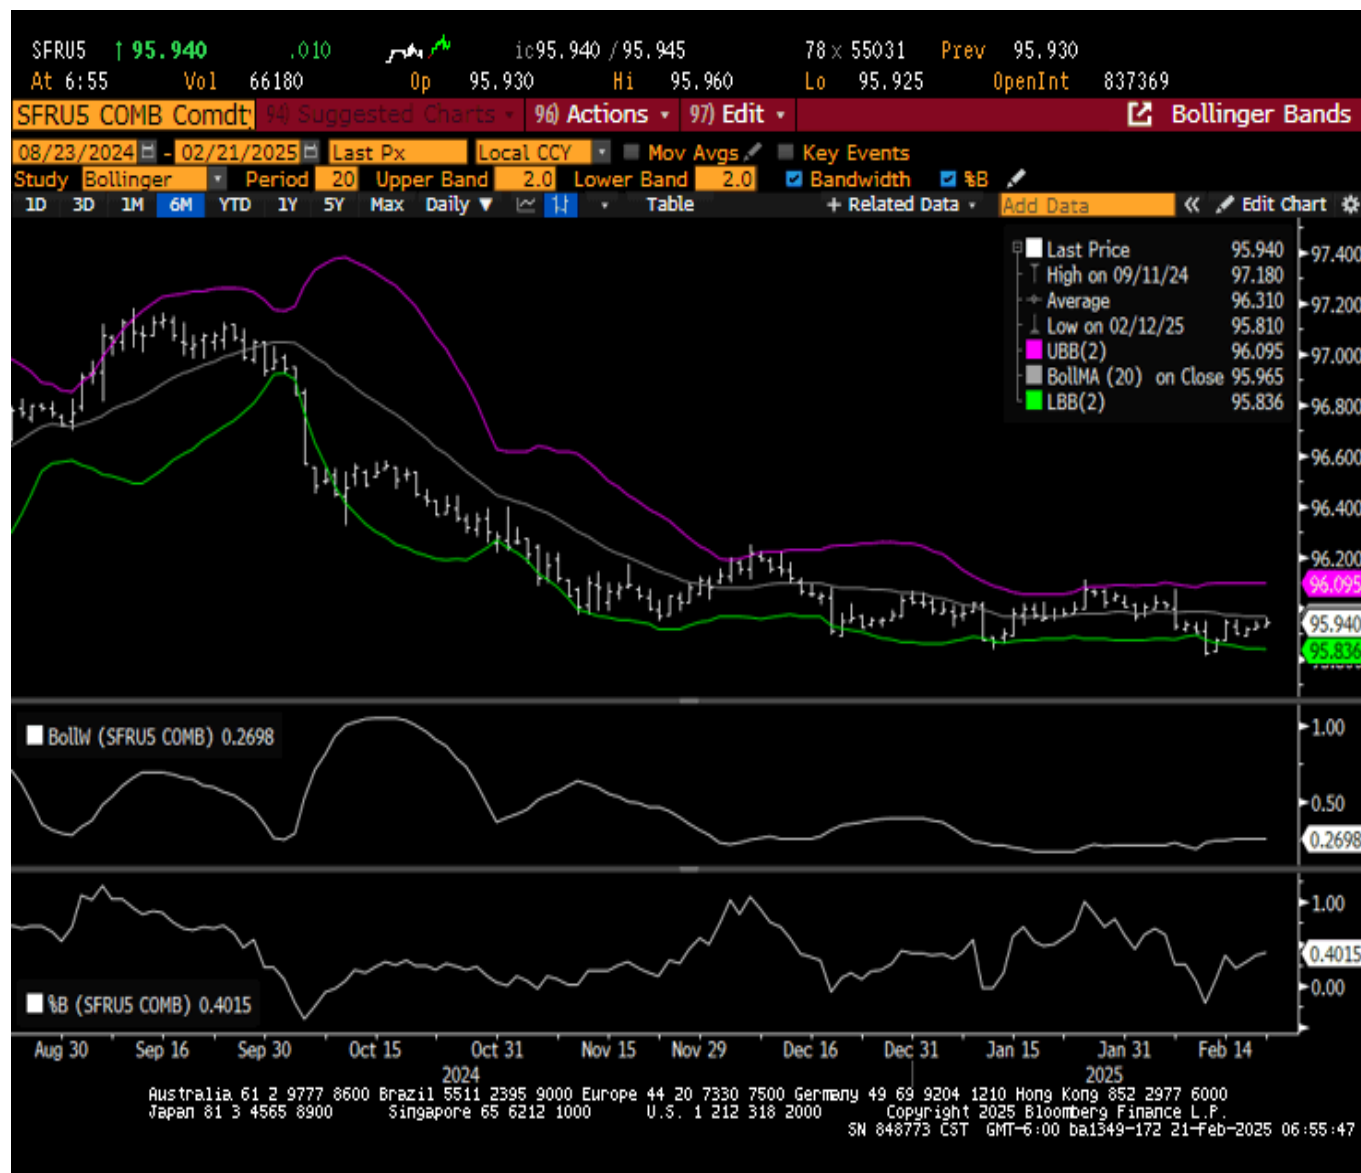 SFRU5 ↑95.940 .010 ic95.940 /95.945 78 × 55031 Prev 95.930
At 6:55 Vol 66180 Op 95.930 Hi 95.960 Lo 95.925 OpenInt 837369
SFRU5 COMB Comdty 94) Suggested Charts 96) Actions 97) Edit Bollinger Bands
08/23/2024 - 02/21/2025 Last Px Local CCY Mov Avgs Key Events
Study Bollinger Period 20 Upper Band 2.0 Lower Band 2.0 Bandwidth %B
1D 3D 1M 6M YTD 1Y 5Y Max Daily ▼ Table + Related Data Add Data « Edit Chart
Last Price 95.940
High on 09/11/24 97.180
Average 96.310
Low on 02/12/25 95.810
UBB(2) 96.095
BollMA (20) on Close 95.965
LBB(2) 95.836
97.400
97.200
97.000
96.800
96.600
96.400
96.200
96.095
95.940
95.836
BollW (SFRU5 COMB) 0.2698
1.00
0.50
0.2698
%B (SFRU5 COMB) 0.4015
1.00
0.4015
0.00
Aug 30 Sep 16 Sep 30 Oct 15 Oct 31 Nov 15 Nov 29 Dec 16 Dec 31 Jan 15 Jan 31 Feb 14
2024 2025
Australia 61 2 9777 8600 Brazil 5511 2395 9000 Europe 44 20 7330 7500 Germany 49 69 9204 1210 Hong Kong 852 2977 6000
Japan 81 3 4565 8900 Singapore 65 6212 1000 U.S. 1 212 318 2000 Copyright 2025 Bloomberg Finance L.P.
SN 848773 CST GMT-6:00 ba1349-172 21-Feb-2025 06:55:47